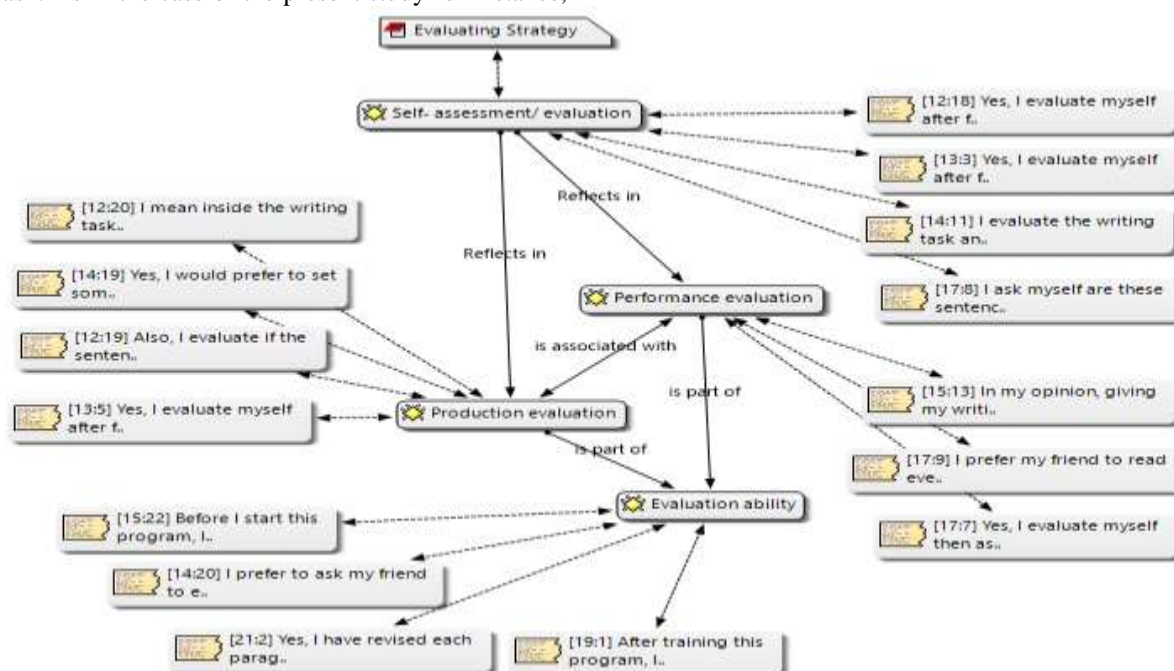 Evaluating Strategy
Self- assessment/ evaluation
[12:18] Yes, I evaluate myself
after f..
[13:3] Yes, I evaluate myself
after f..
Reflects in
[12:20] I mean inside the writing
task..
[14:11] I evaluate the writing
task an..
Reflects in
[14:19] Yes, I would prefer to set
som..
[17:8] I ask myself are these
sentenc..
Performance evaluation
[12:19] Also, I evaluate if the
senten..
is associated with
is part of
[15:13] In my opinion, giving
my writi..
[13:5] Yes, I evaluate myself
after f..
Production evaluation
is part of
[17:9] I prefer my friend to read
eve..
Evaluation ability
[15:22] Before I start this
program, I..
[17:7] Yes, I evaluate myself
then as..
[14:20] I prefer to ask my friend
to e..
[21:2] Yes, I have revised each
parag..
[19:1] After training this
program, I..